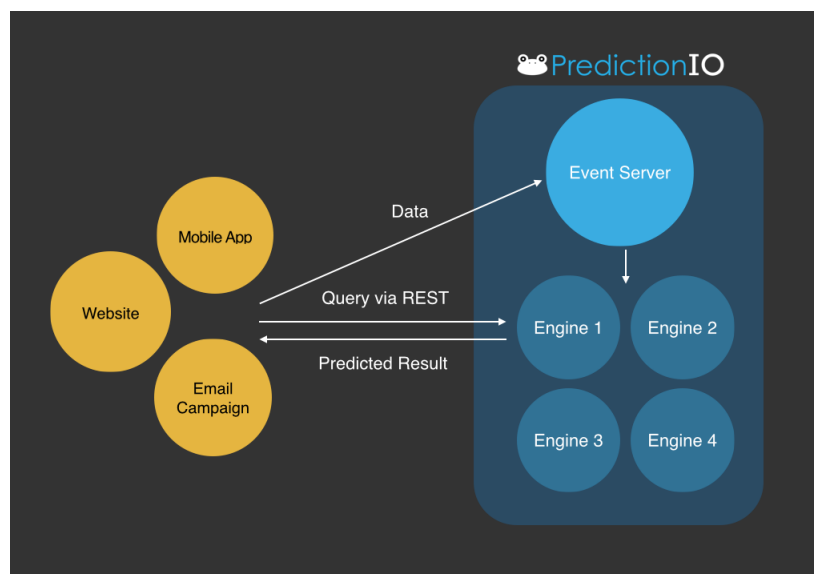 PredictionIO
Event Server
Data
Mobile App
Query via REST
Website
Engine 1
Engine 2
Predicted Result
Email
Campaign
Engine 3
Engine 4